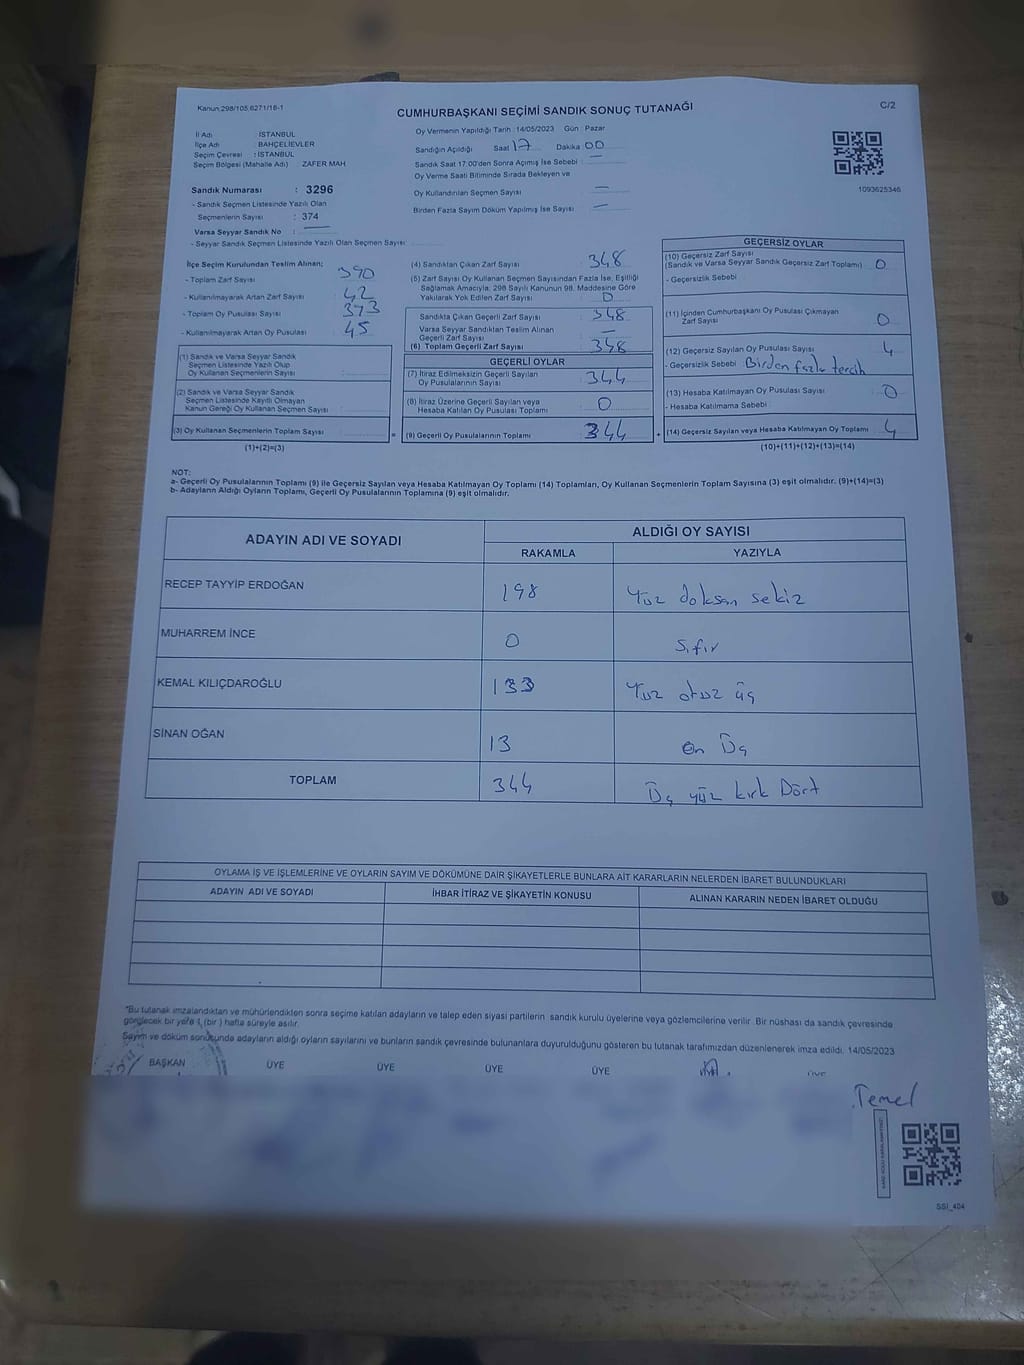 Kanun:298/105,6271/16-1
CUMHURBAŞKANI SEÇİMİ SANDIK SONUÇ TUTANAĞI
C/2
İl Adı : İSTANBUL
İlçe Adı : BAHÇELİEVLER
Seçim Çevresi : İSTANBUL
Seçim Bölgesi (Mahalle Adı) ZAFER MAH
Sandık Numarası : 3296
- Sandık Seçmen Listesinde Yazılı Olan
Seçmenlerin Sayısı : 374
Varsa Seyyar Sandık No : —
- Seyyar Sandık Seçmen Listesinde Yazılı Olan Seçmen Sayısı
Oy Vermenin Yapıldığı Tarih :14/05/2023 Gün Pazar
Sandığın Açıldığı Saat 17 Dakika 00
Sandık Saat 17:00'den Sonra Açımış İse Sebebi : —
Oy Verme Saati Bitiminde Sırada Bekleyen ve
Oy Kullandırılan Seçmen Sayısı —
Birden Fazla Sayım Döküm Yapılmış İse Sayısı : —
1093625346
İlçe Seçim Kurulundan Teslim Alınan;
- Toplam Zarf Sayısı : 390
- Kullanılmayarak Artan Zarf Sayısı : 42
- Toplam Oy Pusulası Sayısı : 393
- Kullanılmayarak Artan Oy Pusulası : 45
(1) Sandık ve Varsa Seyyar Sandık
Seçmen Listesinde Yazılı Olup
Oy Kullanan Seçmenlerin Sayısı :
(2) Sandık ve Varsa Seyyar Sandık
Seçmen Listesinde Kayıtlı Olmayan
Kanun Gereği Oy Kullanan Seçmen Sayısı :
(3) Oy Kullanan Seçmenlerin Toplam Sayısı :
(1)+(2)=(3)
(4) Sandıktan Çıkan Zarf Sayısı : 348
(5) Zarf Sayısı Oy Kullanan Seçmen Sayısından Fazla İse, Eşitliği
Sağlamak Amacıyla, 298 Sayılı Kanunun 98. Maddesine Göre
Yakılarak Yok Edilen Zarf Sayısı : 0
Sandıkta Çıkan Geçerli Zarf Sayısı : 348
Varsa Seyyar Sandıktan Teslim Alınan
Geçerli Zarf Sayısı : —
(6) Toplam Geçerli Zarf Sayısı : 348
GEÇERLİ OYLAR
(7) İtiraz Edilmeksizin Geçerli Sayılan
Oy Pusulalarının Sayısı : 344
(8) İtiraz Üzerine Geçerli Sayılan veya
Hesaba Katılan Oy Pusulası Toplamı : 0
= (9) Geçerli Oy Pusulalarının Toplamı : 344
GEÇERSİZ OYLAR
(10) Geçersiz Zarf Sayısı
(Sandık ve Varsa Seyyar Sandık Geçersiz Zarf Toplamı) : 0
- Geçersizlik Sebebi
(11) İçinden Cumhurbaşkanı Oy Pusulası Çıkmayan
Zarf Sayısı : 0
(12) Geçersiz Sayılan Oy Pusulası Sayısı : 4
- Geçersizlik Sebebi Birden fazla tercih
(13) Hesaba Katılmayan Oy Pusulası Sayısı : 0
- Hesaba Katılmama Sebebi
+ (14) Geçersiz Sayılan veya Hesaba Katılmayan Oy Toplamı : 4
(10)+(11)+(12)+(13)=(14)
NOT:
a- Geçerli Oy Pusulalarının Toplamı (9) ile Geçersiz Sayılan veya Hesaba Katılmayan Oy Toplamı (14) Toplamları, Oy Kullanan Seçmenlerin Toplam Sayısına (3) eşit olmalıdır. (9)+(14)=(3)
b- Adayların Aldığı Oyların Toplamı, Geçerli Oy Pusulalarının Toplamına (9) eşit olmalıdır.
ADAYIN ADI VE SOYADI ALDIĞI OY SAYISI
RAKAMLA YAZIYLA
RECEP TAYYİP ERDOĞAN 198 Yüz doksan sekiz
MUHARREM İNCE 0 Sıfır
KEMAL KILIÇDAROĞLU 133 Yüz otuz üç
SİNAN OĞAN 13 on Üç
TOPLAM 344 Üç yüz kırk Dört
OYLAMA İŞ VE İŞLEMLERİNE VE OYLARIN SAYIM VE DÖKÜMÜNE DAİR ŞİKAYETLERLE BUNLARA AİT KARARLARIN NELERDEN İBARET BULUNDUKLARI
ADAYIN ADI VE SOYADI İHBAR İTİRAZ VE ŞİKAYETİN KONUSU ALINAN KARARIN NEDEN İBARET OLDUĞU
*Bu tutanak imzalandıktan ve mühürlendikten sonra seçime katılan adayların ve talep eden siyasi partilerin sandık kurulu üyelerine veya gözlemcilerine verilir. Bir nüshası da sandık çevresinde
görülecek bir yere 1 (bir) hafta süreyle asılır.
Sayım ve döküm sonucunda adayların aldığı oyların sayılarını ve bunların sandık çevresinde bulunanlara duyurulduğunu gösteren bu tutanak tarafımızdan düzenlenerek imza edildi. 14/05/2023
BAŞKAN ÜYE ÜYE ÜYE ÜYE ÜYE
Temel
SSI_404